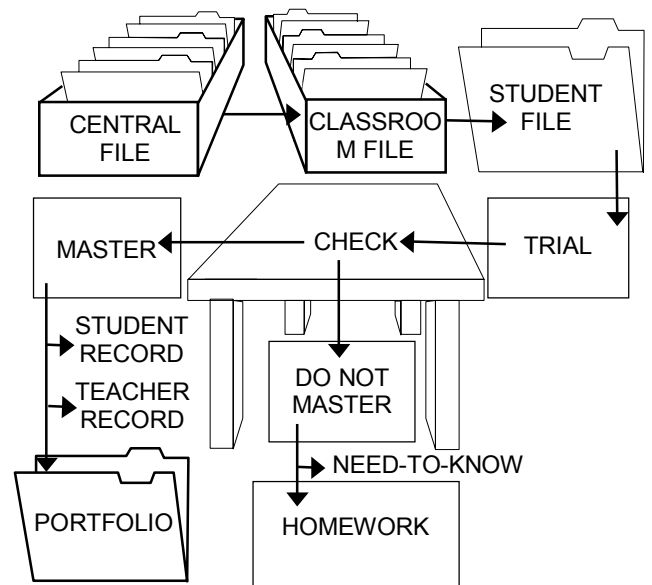 CENTRAL
FILE
CLASSROO
M FILE
STUDENT
FILE
MASTER
CHECK
TRIAL
STUDENT
RECORD
TEACHER
RECORD
DO NOT
MASTER
NEED-TO-KNOW
PORTFOLIO
HOMEWORK